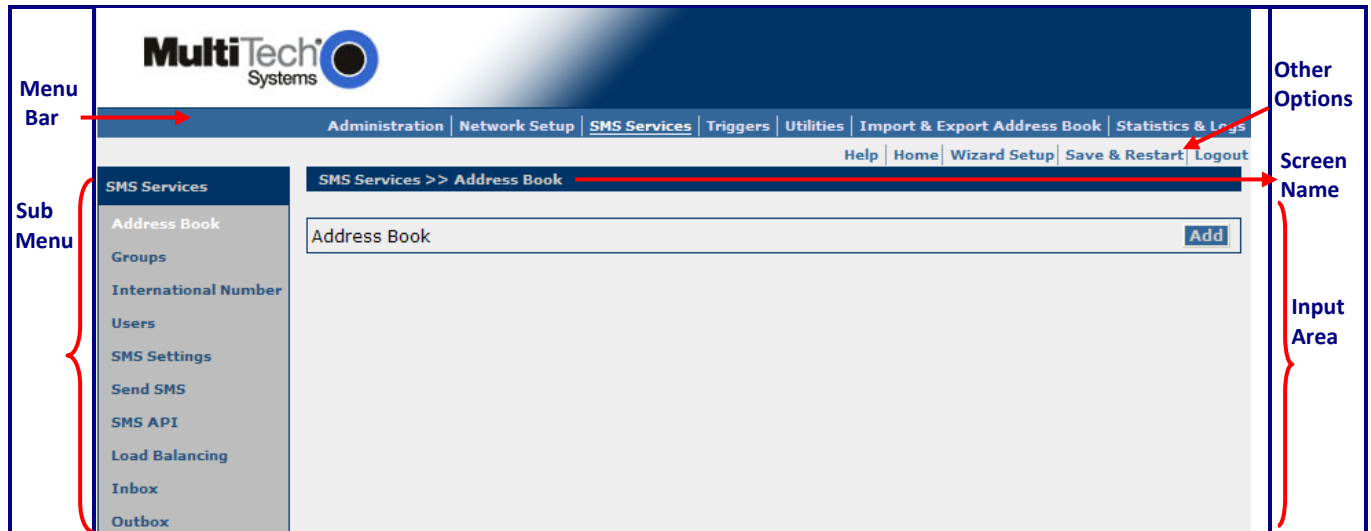 MultiTech
Systems
Menu
Bar
Other
Options
Administration | Network Setup | SMS Services | Triggers | Utilities | Import & Export Address Book | Statistics & Logs
Help | Home | Wizard Setup | Save & Restart | Logout
Screen
Name
SMS Services
SMS Services >> Address Book
Sub
Menu
Address Book
Address Book Add
Groups
International Number
Users
SMS Settings
Send SMS
SMS API
Load Balancing
Inbox
Outbox
Input
Area